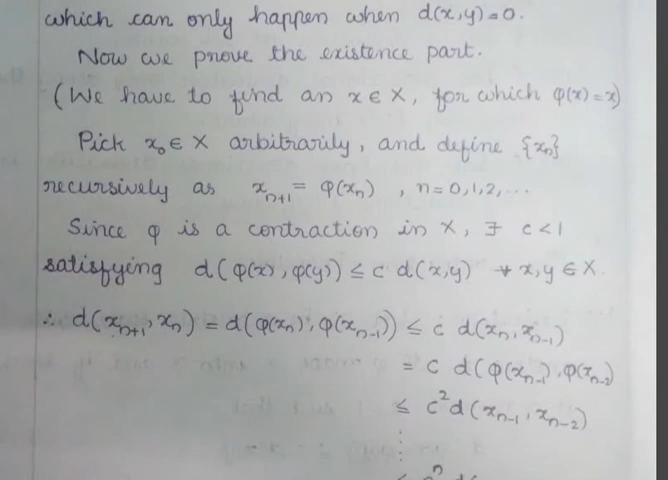 which can only happen when d(x,y)=0.
Now we prove the existence part.
(We have to find an x ∈ X, for which φ(x)=x)
Pick x₀ ∈ X arbitrarily, and define {xₙ}
recursively as xₙ₊₁ = φ(xₙ) , n=0,1,2,...
Since φ is a contraction in X, ∃ c<1
satisfying d(φ(x), φ(y)) ≤ c d(x,y) ∀ x,y ∈ X.
∴ d(xₙ₊₁, xₙ) = d(φ(xₙ), φ(xₙ₋₁)) ≤ c d(xₙ, xₙ₋₁)
= c d(φ(xₙ₋₁), φ(xₙ₋₂)
≤ c² d(xₙ₋₁, xₙ₋₂)
⋮